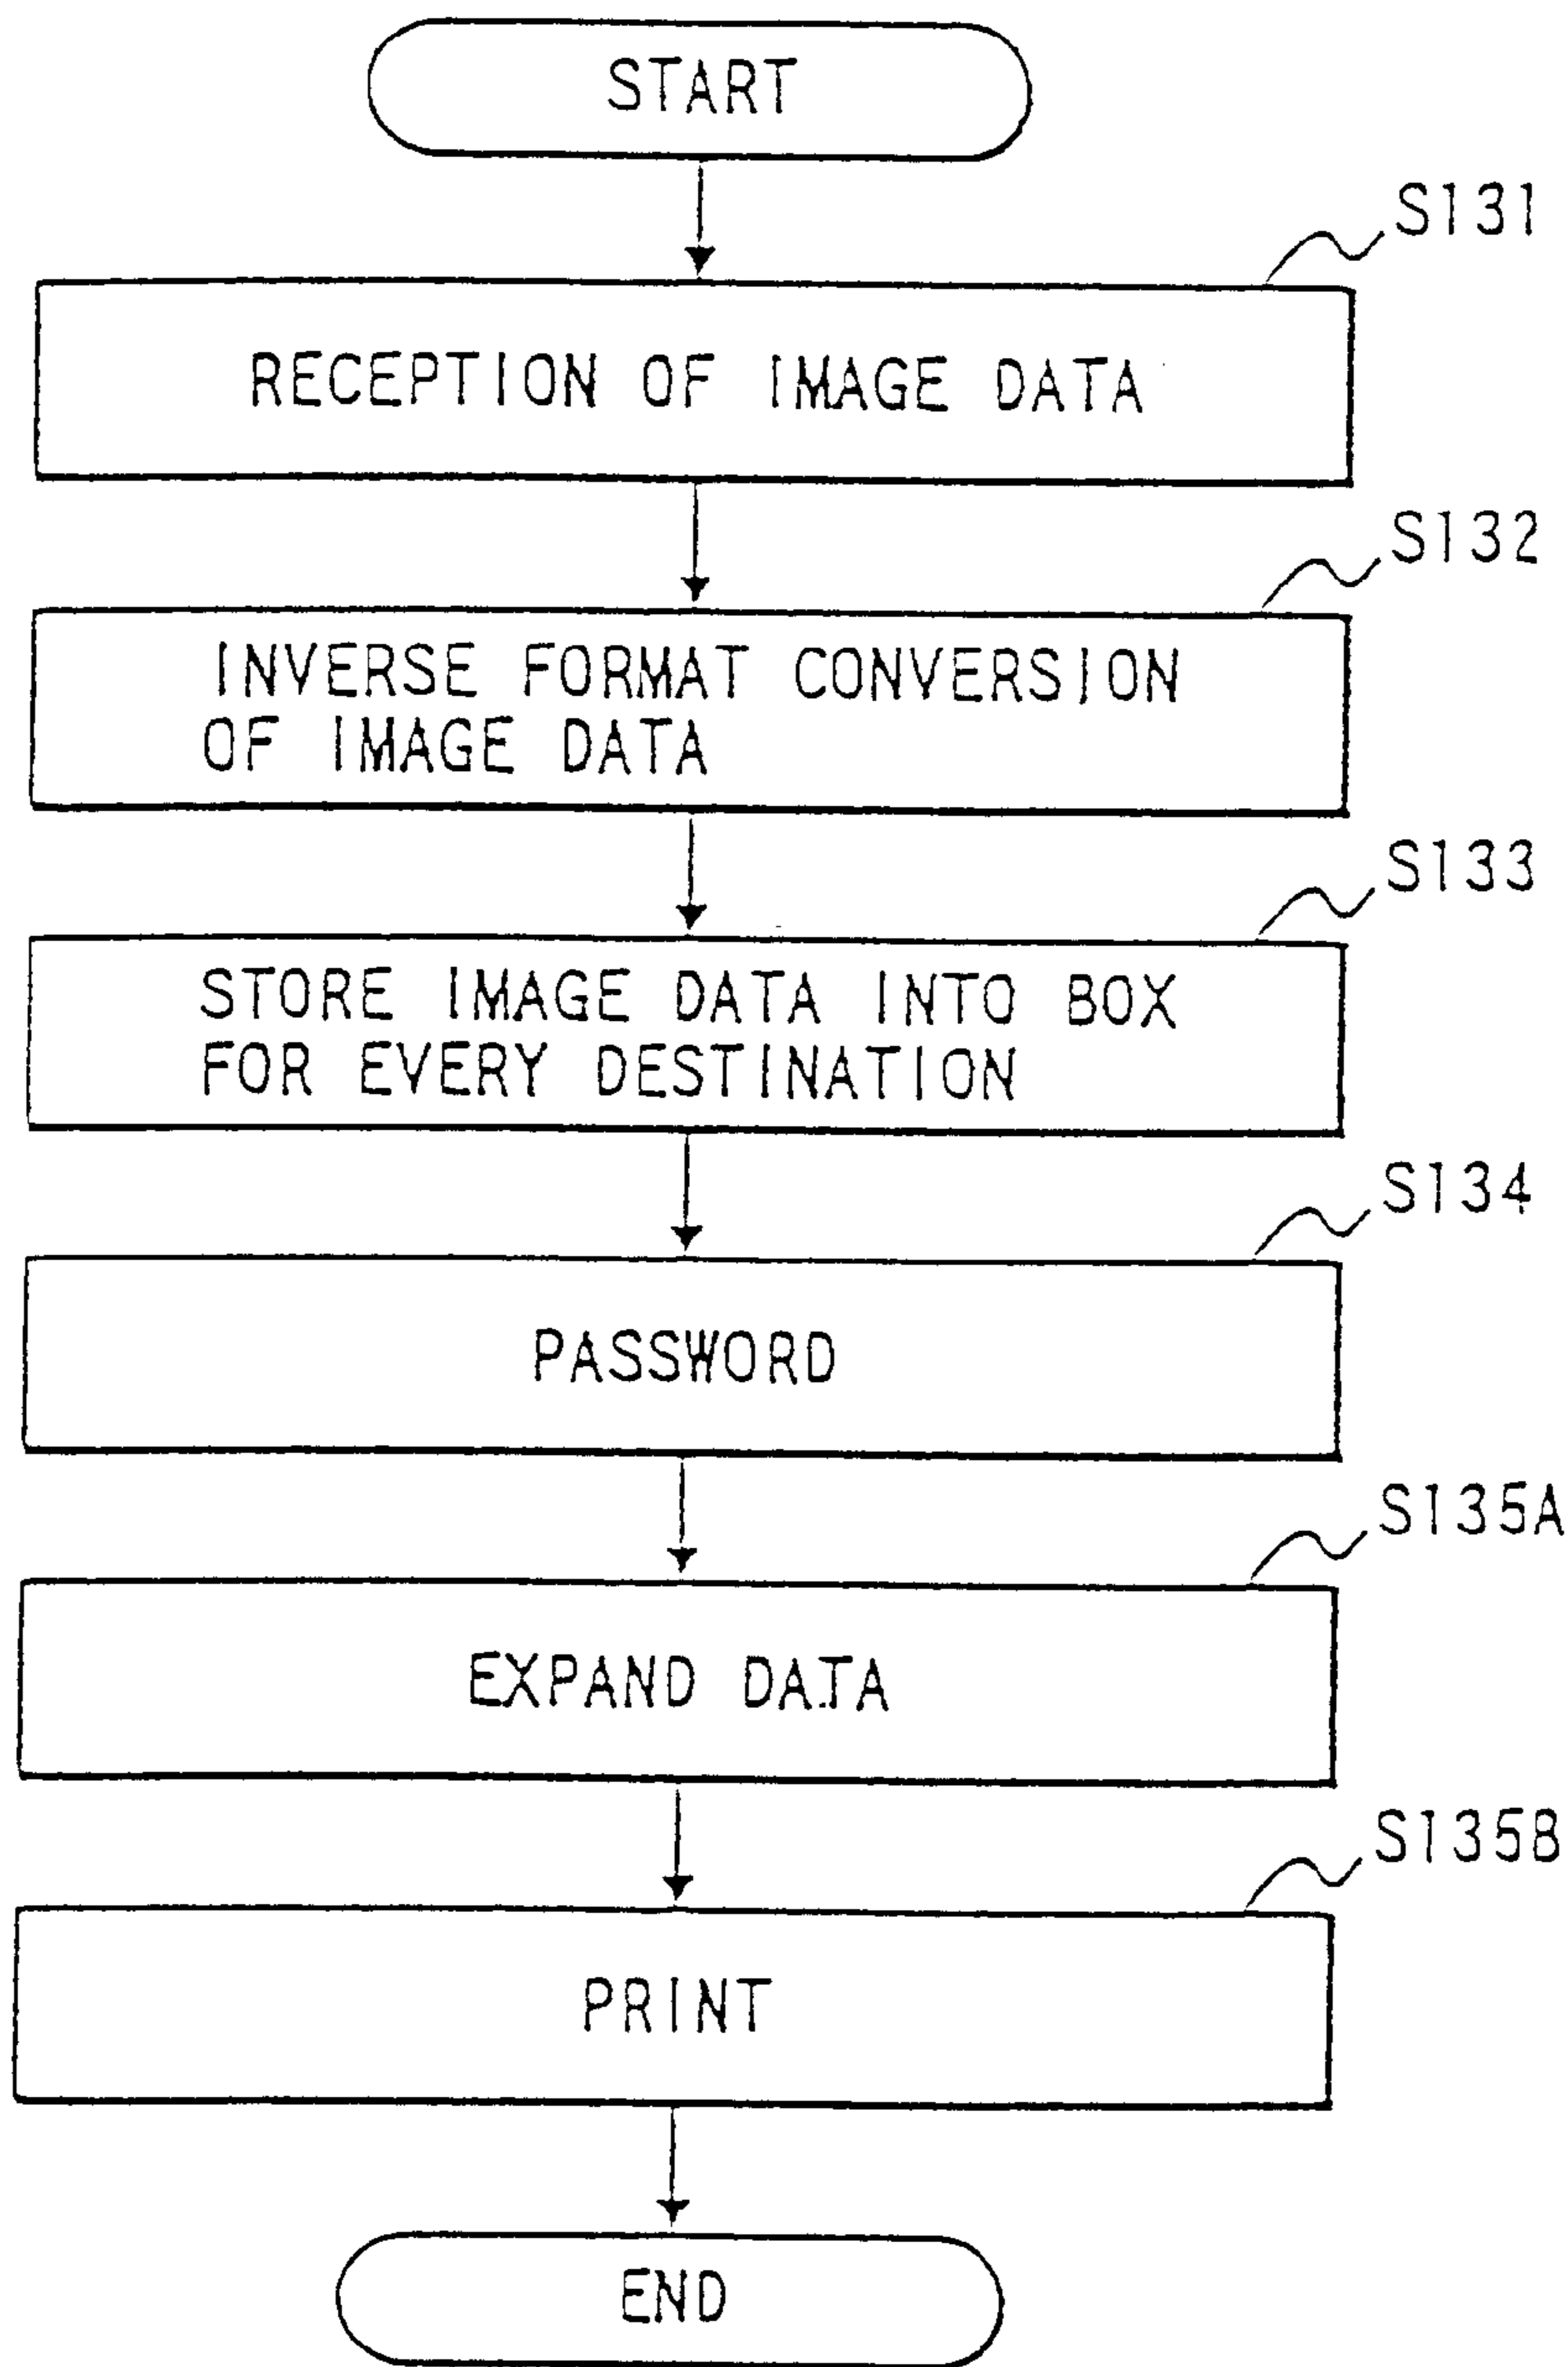 START
S131
RECEPTION OF IMAGE DATA
S132
INVERSE FORMAT CONVERSION
OF IMAGE DATA
S133
STORE IMAGE DATA INTO BOX
FOR EVERY DESTINATION
S134
PASSWORD
S135A
EXPAND DATA
S135B
PRINT
END